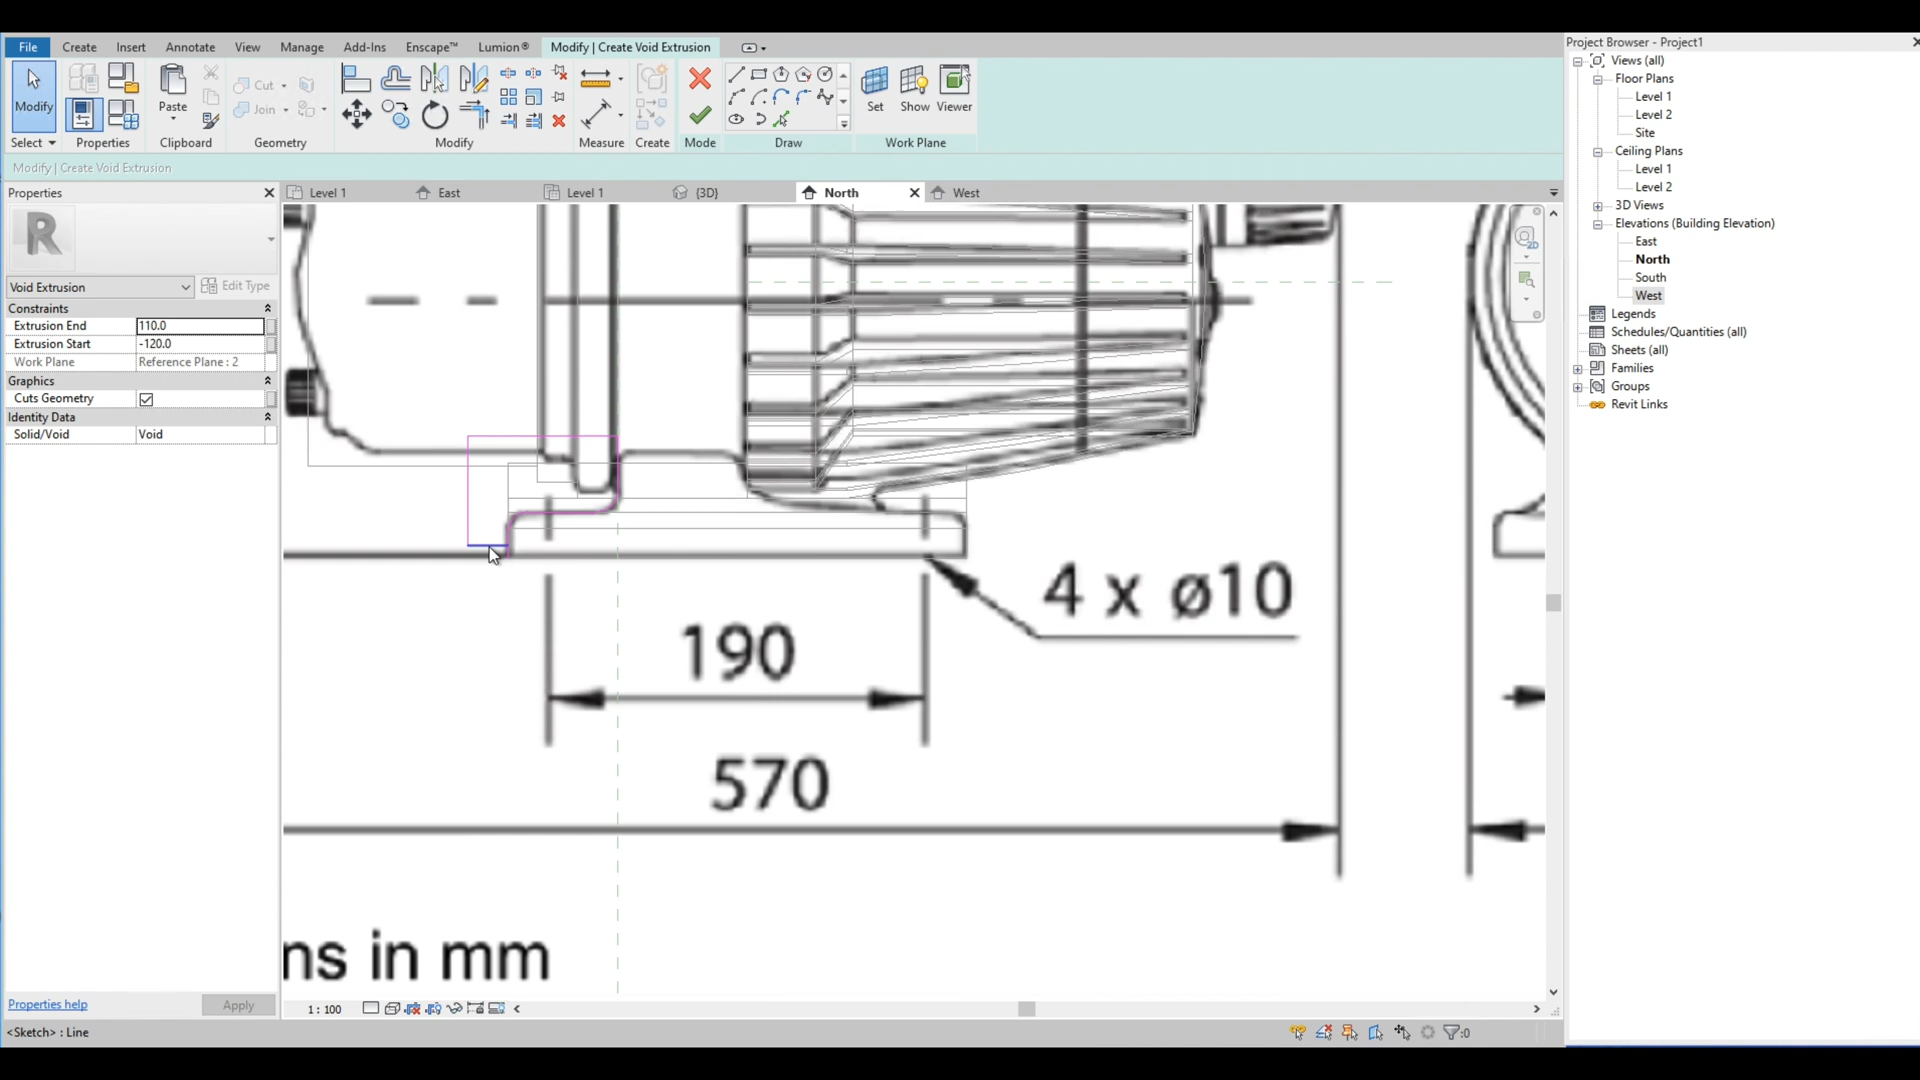 Project Browser - Project1
File Create Insert Annotate View Manage Add-Ins Enscape™ Lumion® Modify | Create Void Extrusion
Modify Paste Cut Join Set Show Viewer
Select Properties Clipboard Geometry Modify Measure Create Mode Draw Work Plane
Modify | Create Void Extrusion
Properties
Level 1 East Level 1 {3D} North West
R
Void Extrusion Edit Type
Constraints
Extrusion End 110.0
Extrusion Start -120.0
Work Plane Reference Plane : 2
Graphics
Cuts Geometry
Identity Data
Solid/Void Void
Views (all)
Floor Plans
Level 1
Level 2
Site
Ceiling Plans
Level 1
Level 2
3D Views
Elevations (Building Elevation)
East
North
South
West
Legends
Schedules/Quantities (all)
Sheets (all)
Families
Groups
Revit Links
2D
4 x ø10
190
570
ns in mm
Properties help Apply
1 : 100
<Sketch> : Line
:0